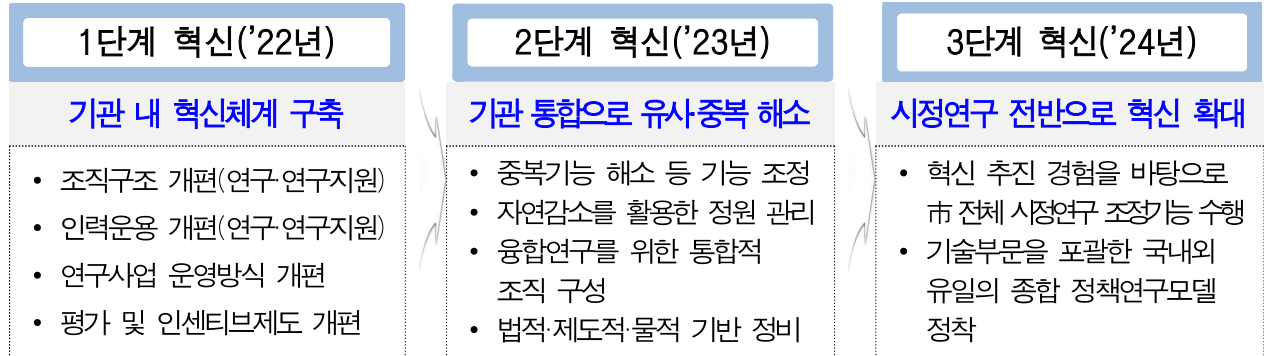 1단계 혁신(’22년)
기관 내 혁신체계 구축
• 조직구조 개편(연구·연구지원)
• 인력운용 개편(연구·연구지원)
• 연구사업 운영방식 개편
• 평가 및 인센티브제도 개편
2단계 혁신(’23년)
기관 통합으로 유사·중복 해소
• 중복기능 해소 등 기능 조정
• 자연감소를 활용한 정원 관리
• 융합연구를 위한 통합적
조직 구성
• 법적·제도적·물적 기반 정비
3단계 혁신(’24년)
시정연구 전반으로 혁신 확대
• 혁신 추진 경험을 바탕으로
市 전체 시정연구 조정기능 수행
• 기술부문을 포괄한 국내외
유일의 종합 정책연구모델
정착